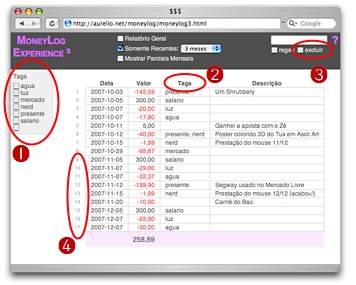 $$$
http://aurelio.net/moneylog/moneylog3.html
MoneyLog
Experience 3
Relatório Geral
Somente Recentes: 3 meses
Mostrar Parciais Mensais
rege
excluir
?
Tags
agua
luz
mercado
nerd
presente
salario
1
2
3
4
Data Valor Tags Descrição
1 2007-10-03 -142,59 presente Um Shrubbery
2 2007-10-05 300,00 salario
3 2007-10-07 -20,00 luz
4 2007-10-07 -17,80 agua
5 2007-10-11 5,00 Ganhei a aposta com o Zé
6 2007-10-12 -40,00 presente, nerd Poster colorido 3D do Tux em Ascii Art
7 2007-10-15 -1,99 nerd Prestação do mouse 11/12
8 2007-10-29 -95,67 mercado
9 2007-11-05 300,00 salario
10 2007-11-07 -29,00 luz
11 2007-11-07 -32,37 agua
12 2007-11-12 -199,90 presente Segway usado no Mercado Livre
13 2007-11-15 -1,99 nerd Prestação do mouse 12/12 (acabou!)
14 2007-11-20 -10,00 Carnê do Baú
15 2007-12-05 300,00 salario
16 2007-12-07 -25,00 luz
17 2007-12-07 -30,00 agua
258,69